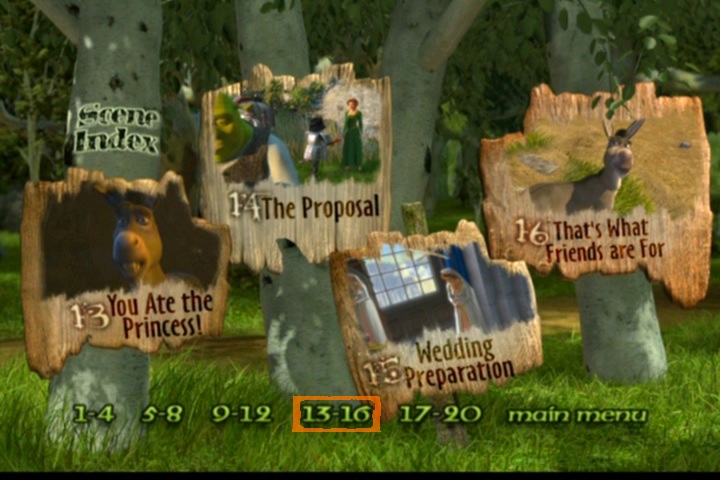 Scene
Index
13 You Ate the
Princess!
14 The Proposal
15 Wedding
Preparation
16 That's What
Friends are For
1-4 5-8 9-12 13-16 17-20 main menu